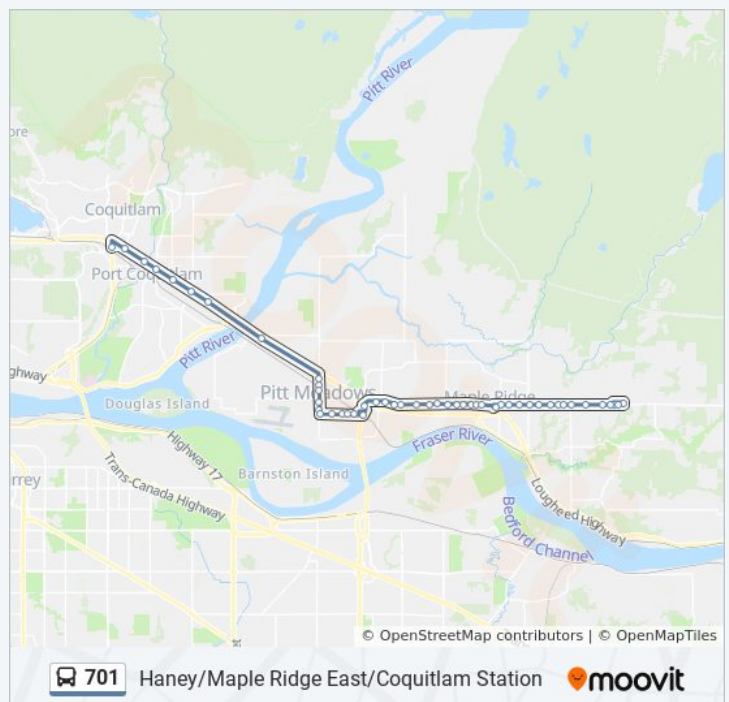 Pitt River
ore
Coquitlam
Port Coquitlam
Pitt River
ghway
Pitt Meadows
Maple Ridge
Douglas Island
Fraser River
Highway 17
Barnston Island
Trans-Canada Highway
rrey
Lougheed Highway
Bedford Channel
© OpenStreetMap contributors | © OpenMapTiles
701 Haney/Maple Ridge East/Coquitlam Station moovit